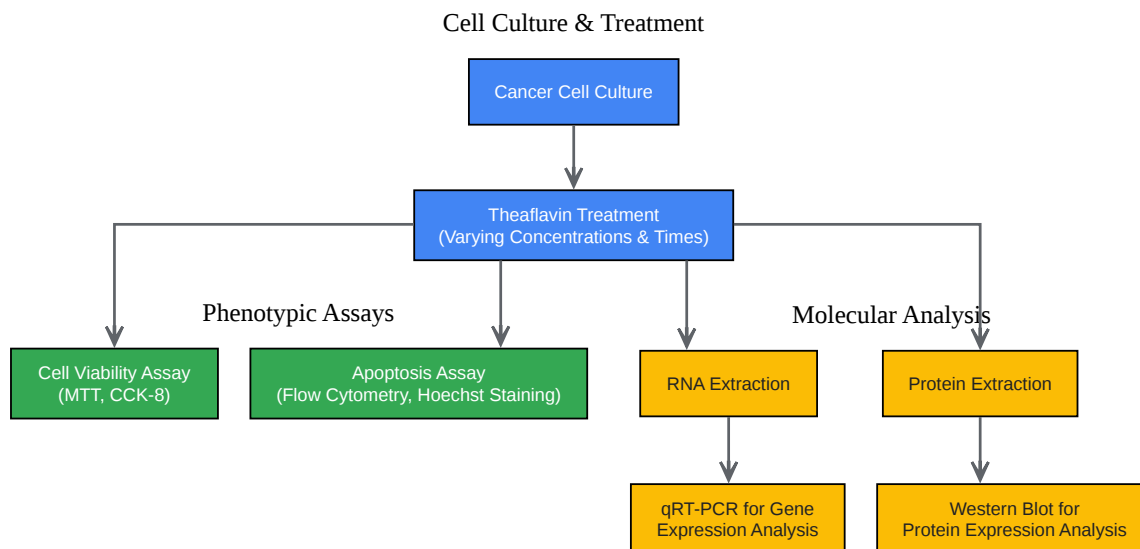 Cell Culture & Treatment
Cancer Cell Culture
Theaflavin Treatment
(Varying Concentrations & Times)
Phenotypic Assays
Molecular Analysis
Cell Viability Assay
(MTT, CCK-8)
Apoptosis Assay
(Flow Cytometry, Hoechst Staining)
RNA Extraction
Protein Extraction
qRT-PCR for Gene
Expression Analysis
Western Blot for
Protein Expression Analysis